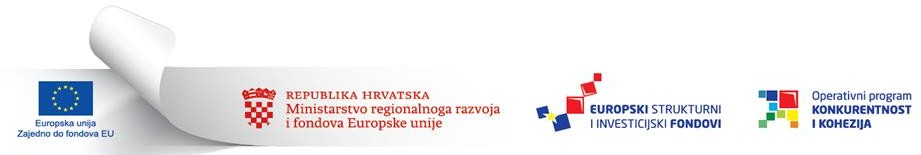 Europska unija
Zajedno do fondova EU
REPUBLIKA HRVATSKA
Ministarstvo regionalnoga razvoja
i fondova Europske unije
EUROPSKI STRUKTURNI
I INVESTICIJSKI FONDOVI
Operativni program
KONKURENTNOST
I KOHEZIJA